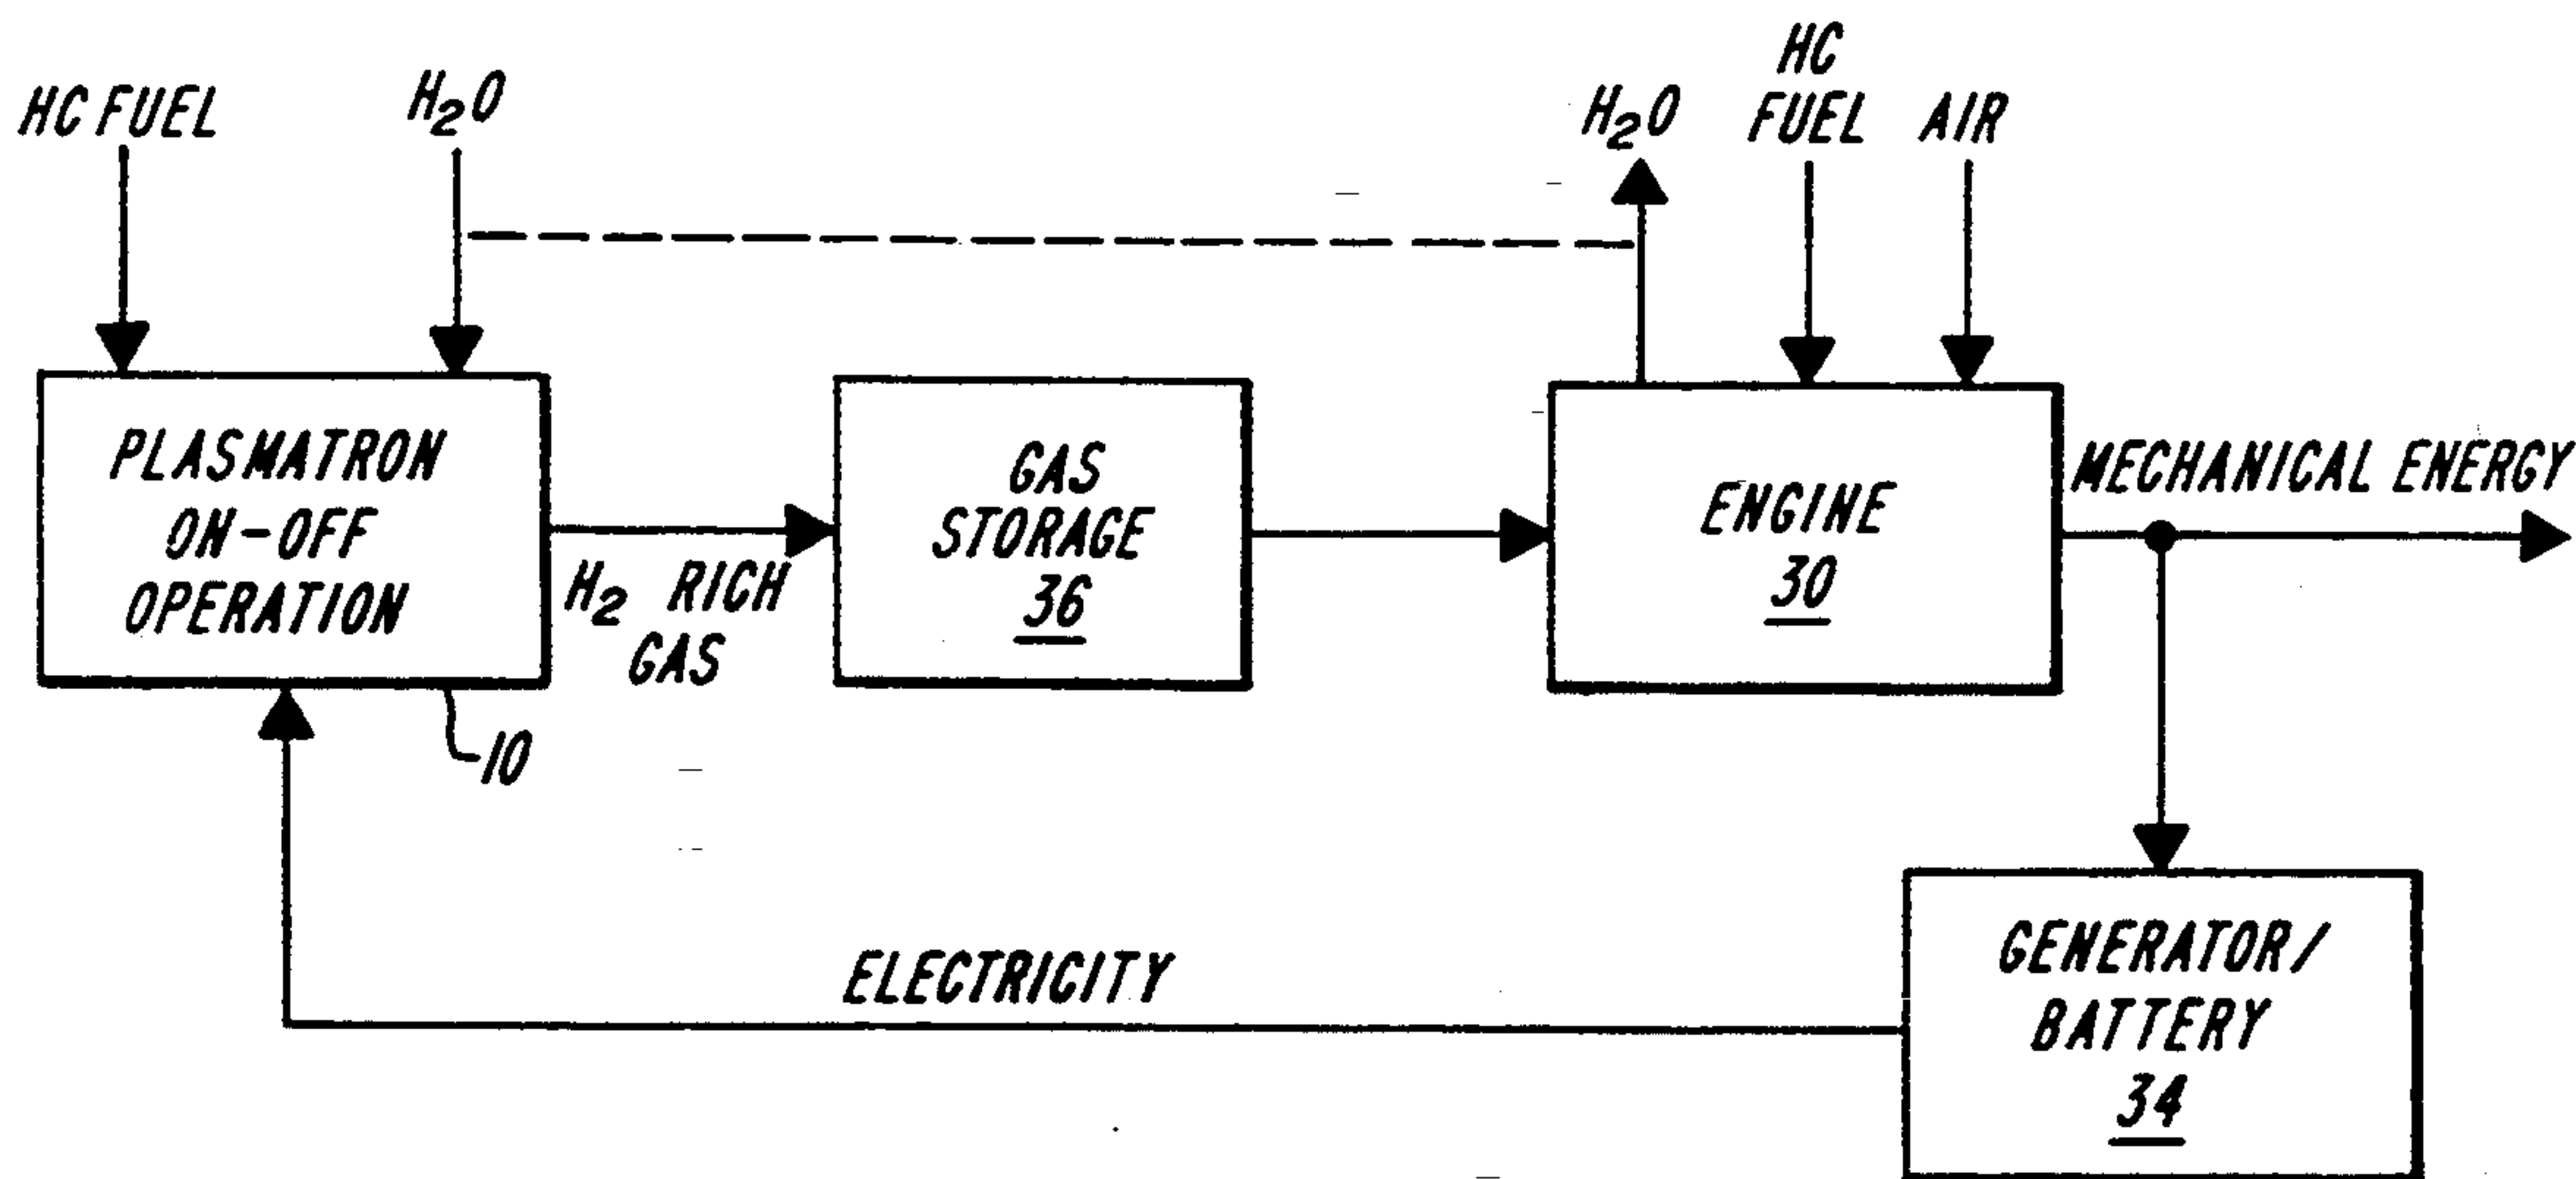 HC FUEL
H₂O
H₂O
HC
FUEL
AIR
PLASMATRON
ON-OFF
OPERATION
10
H₂ RICH
GAS
GAS
STORAGE
36
ENGINE
30
MECHANICAL ENERGY
ELECTRICITY
GENERATOR/
BATTERY
34